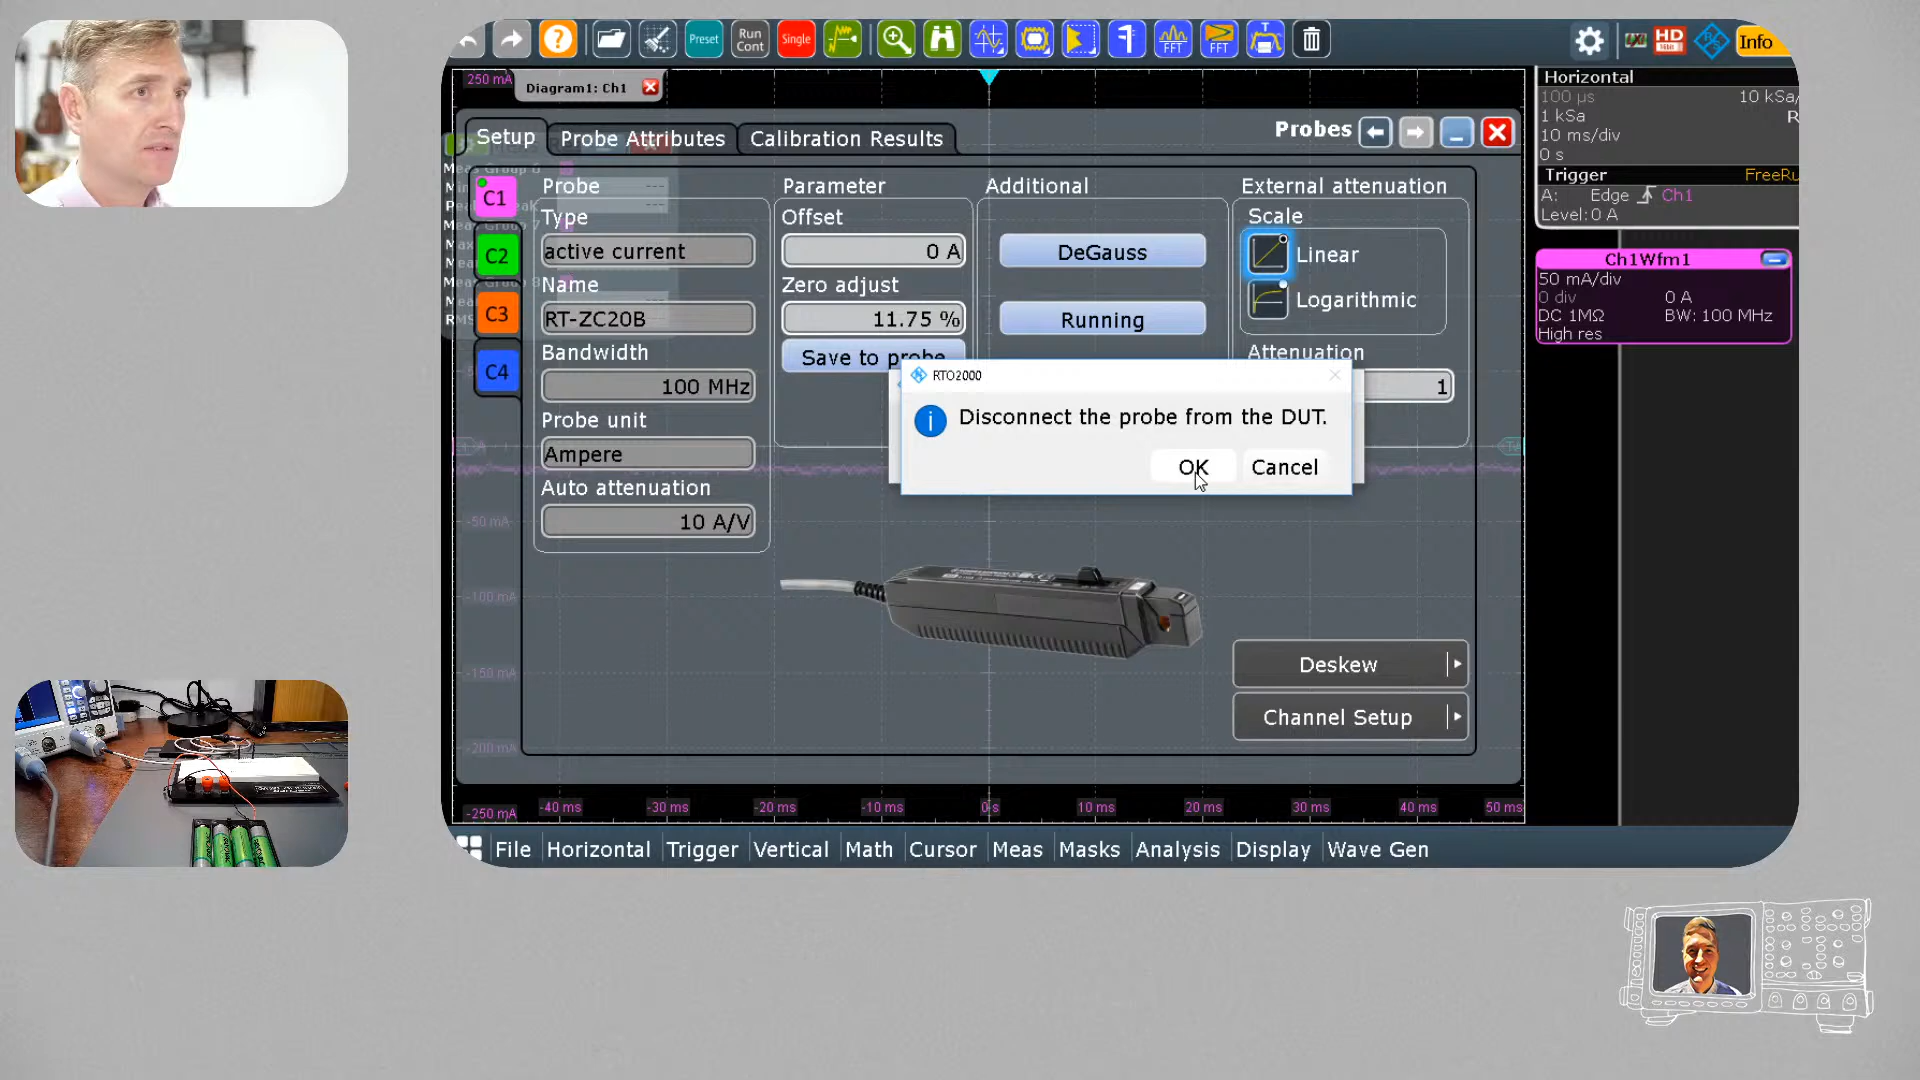 Preset
Run
Cont
Single
FFT
FFT
HD
16bit
Info
250 mA
Diagram1: Ch1
Horizontal
100 µs
10 kSa/
1 kSa
10 ms/div
0 s
Trigger
FreeRu
A:
Edge
Ch1
Level: 0 A
Ch1Wfm1
50 mA/div
0 div
0 A
DC 1MΩ
BW: 100 MHz
High res
Setup
Probe Attributes
Calibration Results
Probes
C1
C2
C3
C4
Probe
Type
active current
Name
RT-ZC20B
Bandwidth
100 MHz
Probe unit
Ampere
Auto attenuation
10 A/V
Parameter
Offset
0 A
Zero adjust
11.75 %
Save to probe
Additional
DeGauss
Running
External attenuation
Scale
Linear
Logarithmic
Attenuation
1
RTO2000
Disconnect the probe from the DUT.
OK
Cancel
Deskew
Channel Setup
-50 mA
-100 mA
-150 mA
-200 mA
-250 mA
-40 ms
-30 ms
-20 ms
-10 ms
0 s
10 ms
20 ms
30 ms
40 ms
50 ms
File
Horizontal
Trigger
Vertical
Math
Cursor
Meas
Masks
Analysis
Display
Wave Gen